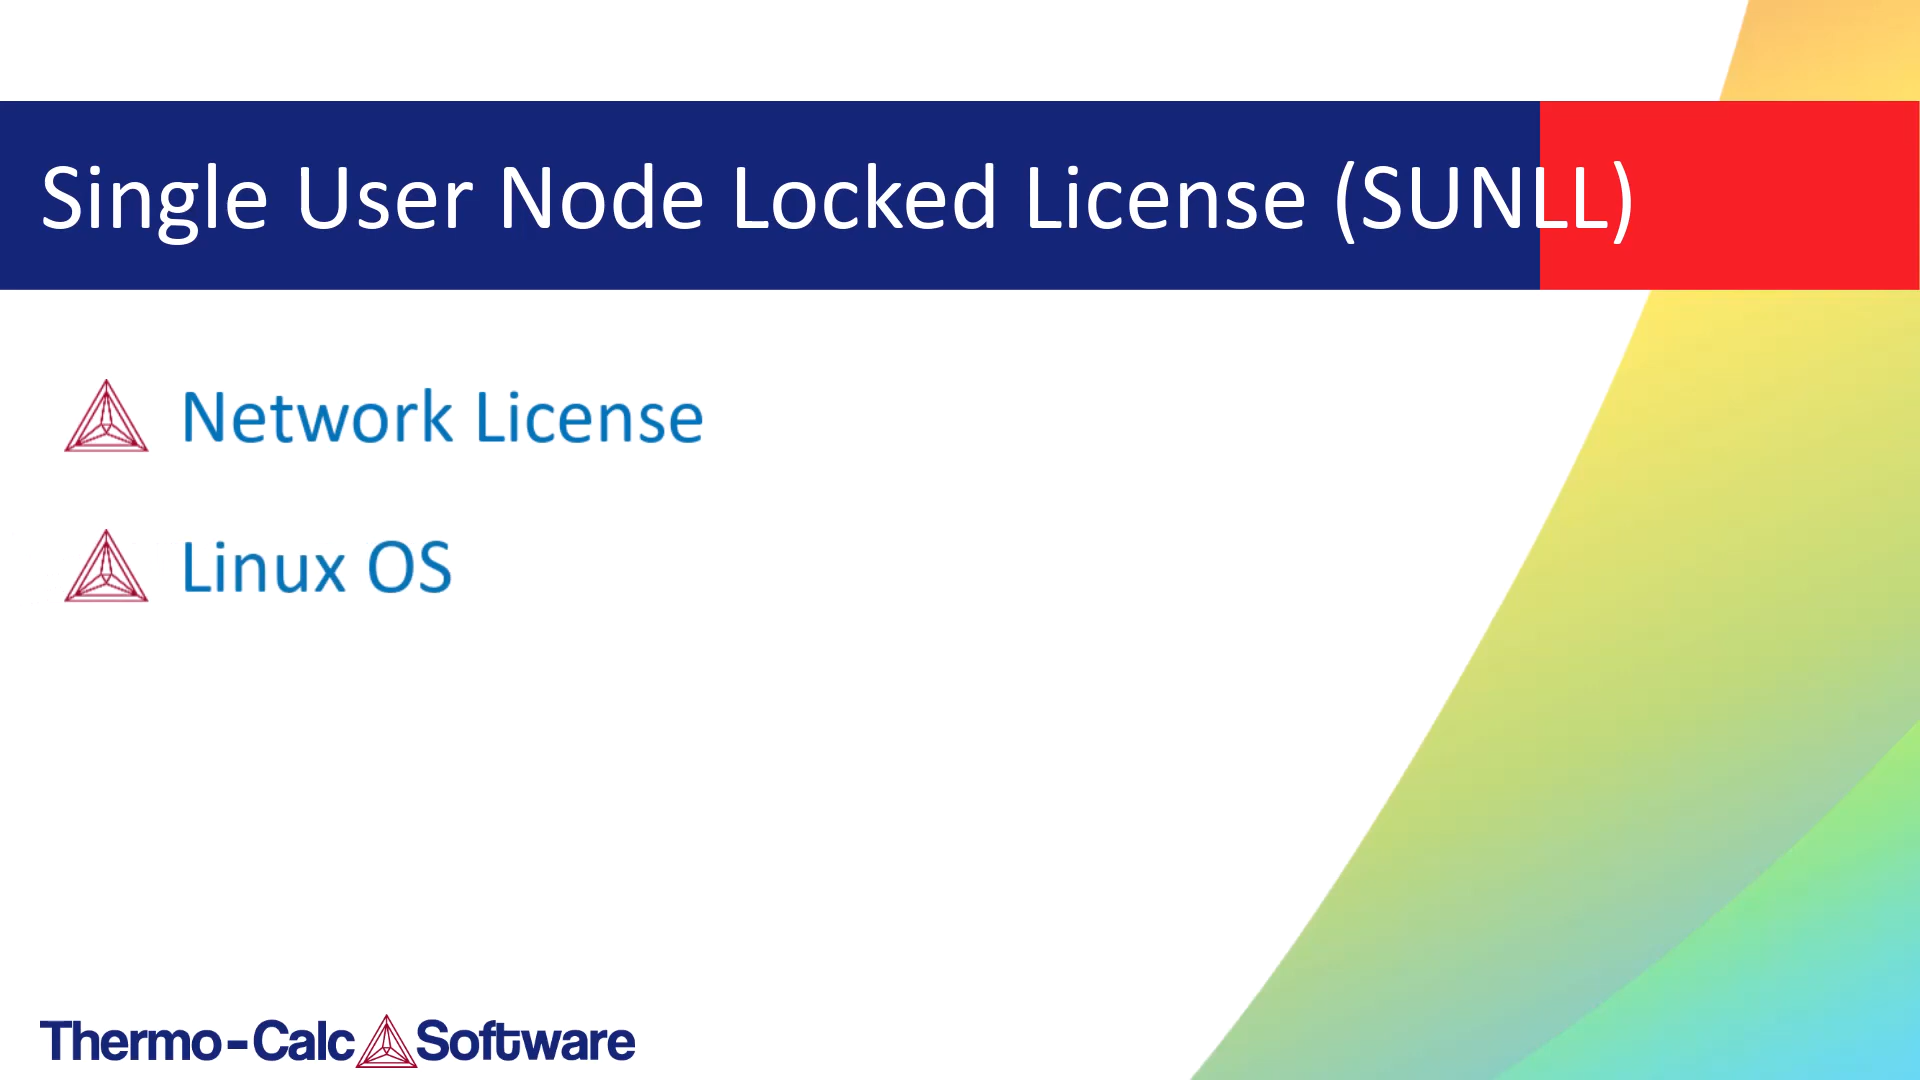 Single User Node Locked License (SUNLL)
Network License
Linux OS
Thermo-Calc Software